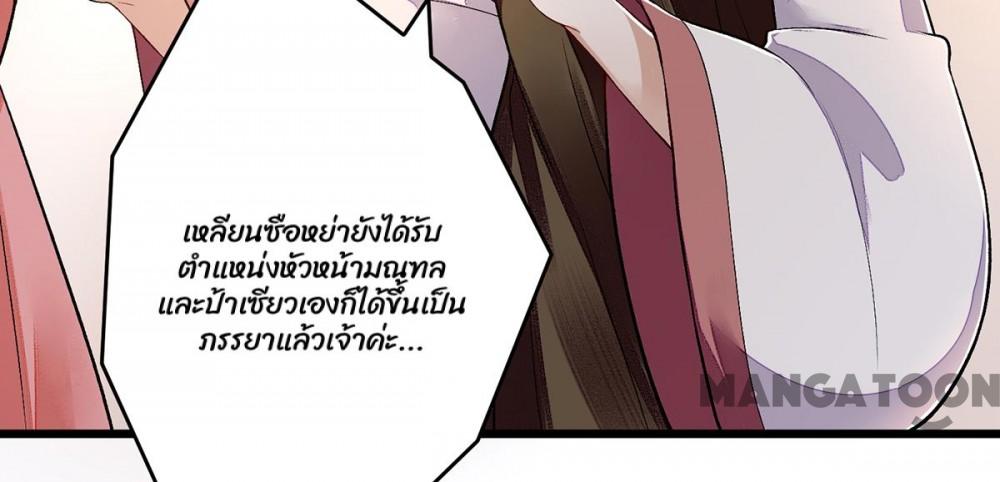 เหลียนซือหย่ายังได้รับ
ตำแหน่งหัวหน้ามณฑล
และป้าเซียวเองก็ได้ขึ้นเป็น
ภรรยาแล้วเจ้าค่ะ...
MANGATOON